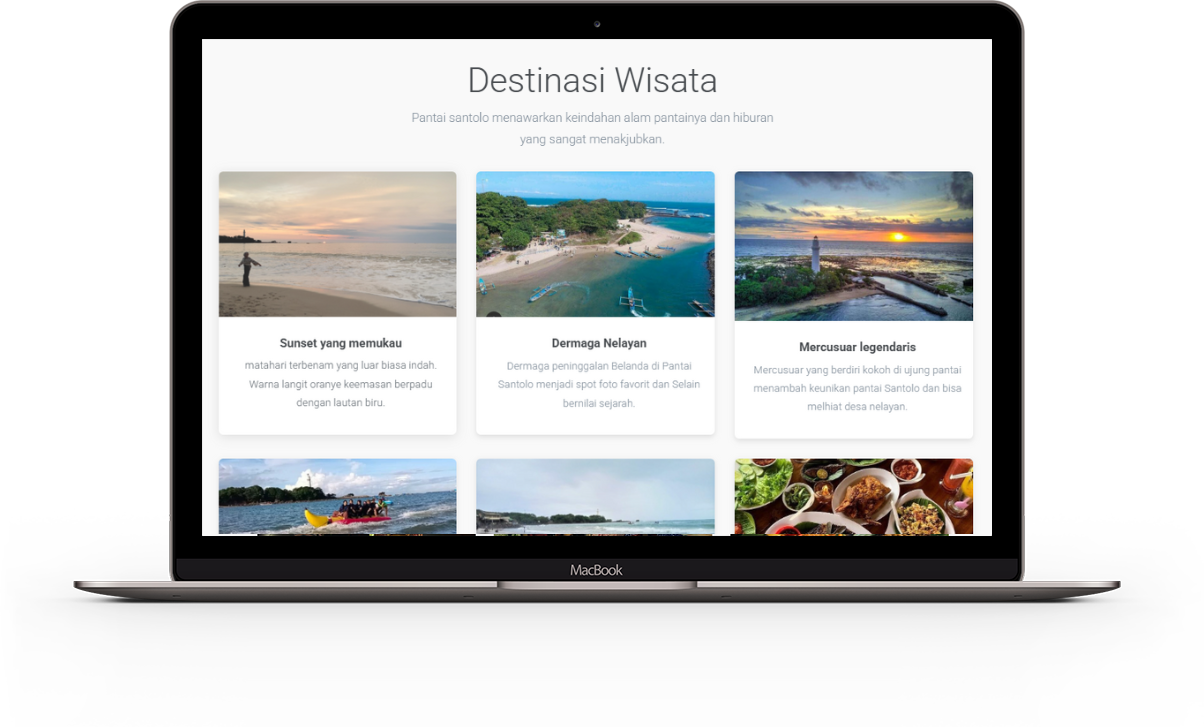 Destinasi Wisata
Pantai santolo menawarkan keindahan alam pantainya dan hiburan
yang sangat menakjubkan.
Sunset yang memukau
matahari terbenam yang luar biasa indah.
Warna langit oranye keemasan berpadu
dengan lautan biru.
Dermaga Nelayan
Dermaga peninggalan Belanda di Pantai
Santolo menjadi spot foto favorit dan Selain
bernilai sejarah.
Mercusuar legendaris
Mercusuar yang berdiri kokoh di ujung pantai
menambah keunikan pantai Santolo dan bisa
melhiat desa nelayan.
MacBook